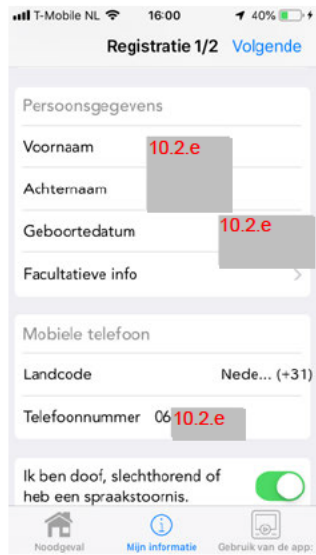 T-Mobile NL 16:00 40%
Registratie 1/2 Volgende
Persoonsgegevens
Voornaam 10.2.e
Achternaam
Geboortedatum 10.2.e
Facultatieve info
Mobiele telefoon
Landcode Nede... (+31)
Telefoonnummer 06 10.2.e
Ik ben doof, slechthorend of
heb een spraakstoornis.
Noodgeval Mijn informatie Gebruik van de app: